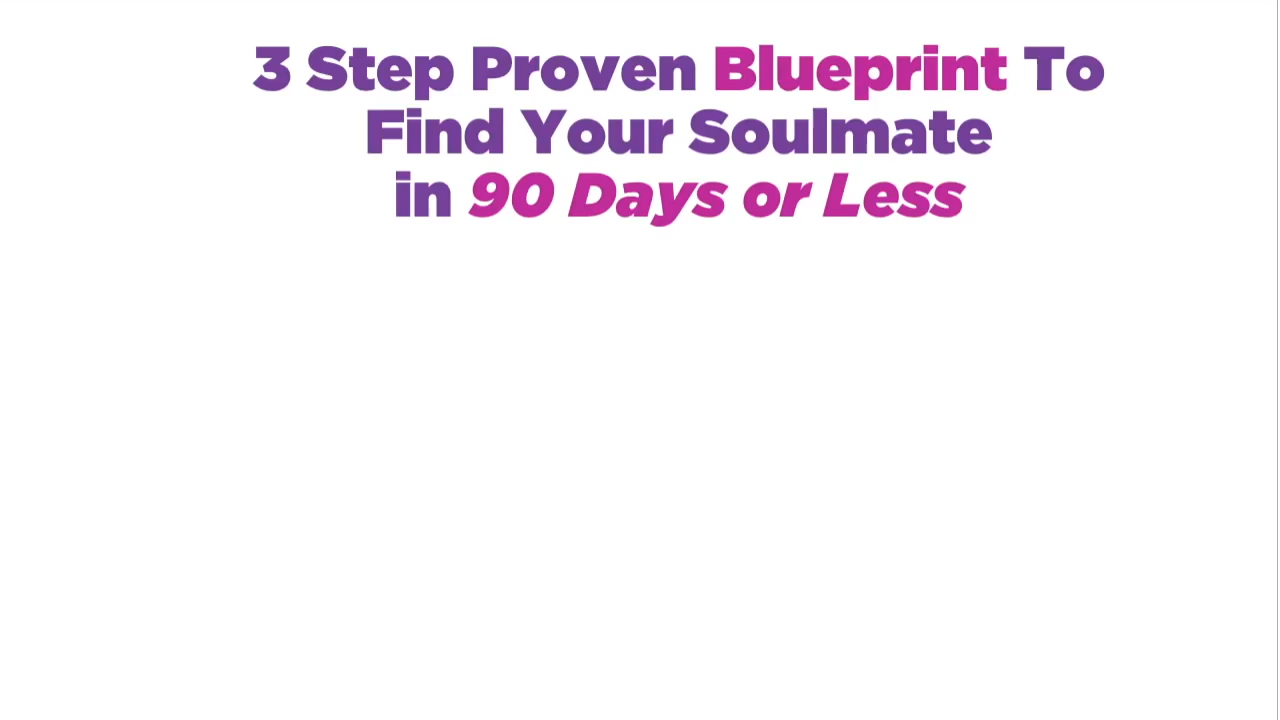 3 Step Proven Blueprint To
Find Your Soulmate
in 90 Days or Less